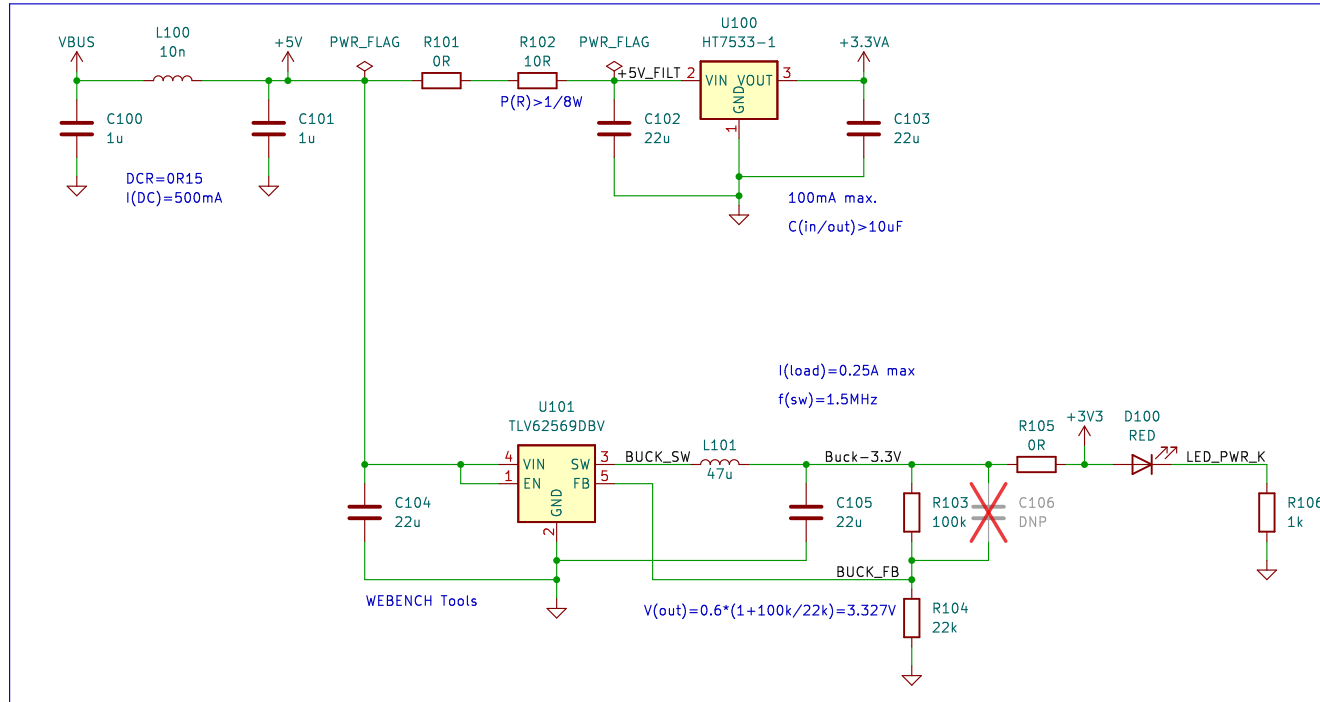 VBUS
L100
10n
+5V
PWR_FLAG
R101
0R
R102
10R
PWR_FLAG
U100
HT7533-1
+3.3VA
+5V_FILT
2
VIN
VOUT
3
GND
1
P(R)>1/8W
C100
1u
C101
1u
C102
22u
C103
22u
DCR=0R15
I(DC)=500mA
100mA max.
C(in/out)>10uF
I(load)=0.25A max
f(sw)=1.5MHz
U101
TLV62569DBV
4
VIN
SW
3
1
EN
FB
5
GND
2
BUCK_SW
L101
47u
Buck-3.3V
R105
0R
+3V3
D100
RED
LED_PWR_K
C104
22u
C105
22u
R103
100k
C106
DNP
R106
1k
BUCK_FB
WEBENCH Tools
V(out)=0.6*(1+100k/22k)=3.327V
R104
22k